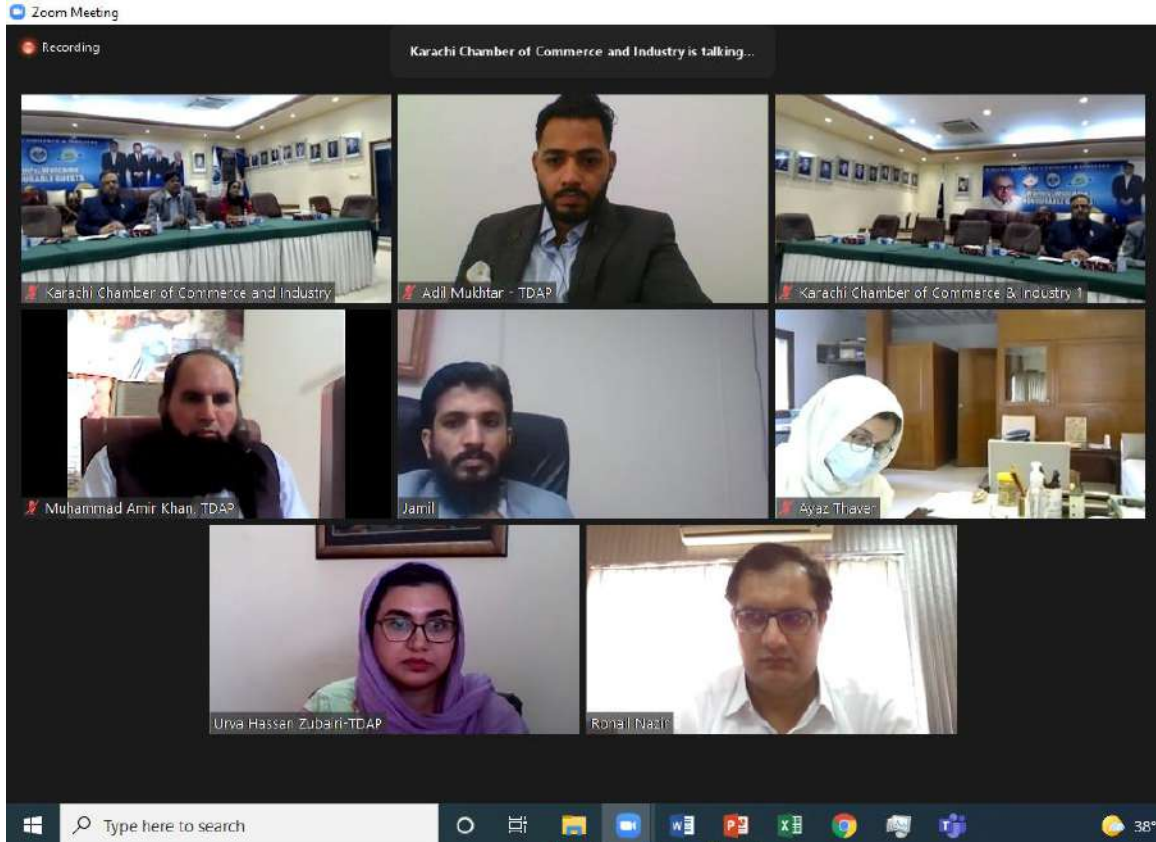 Zoom Meeting
Recording
Karachi Chamber of Commerce and Industry is talking...
Karachi Chamber of Commerce and Industry
Adil Mukhtar - TDAP
Karachi Chamber of Commerce & Industry 1
Muhammad Amir Khan, TDAP
Jamil
Ayaz Thaver
Urva Hassan Zubairi-TDAP
Rohail Nazir
Type here to search
38°